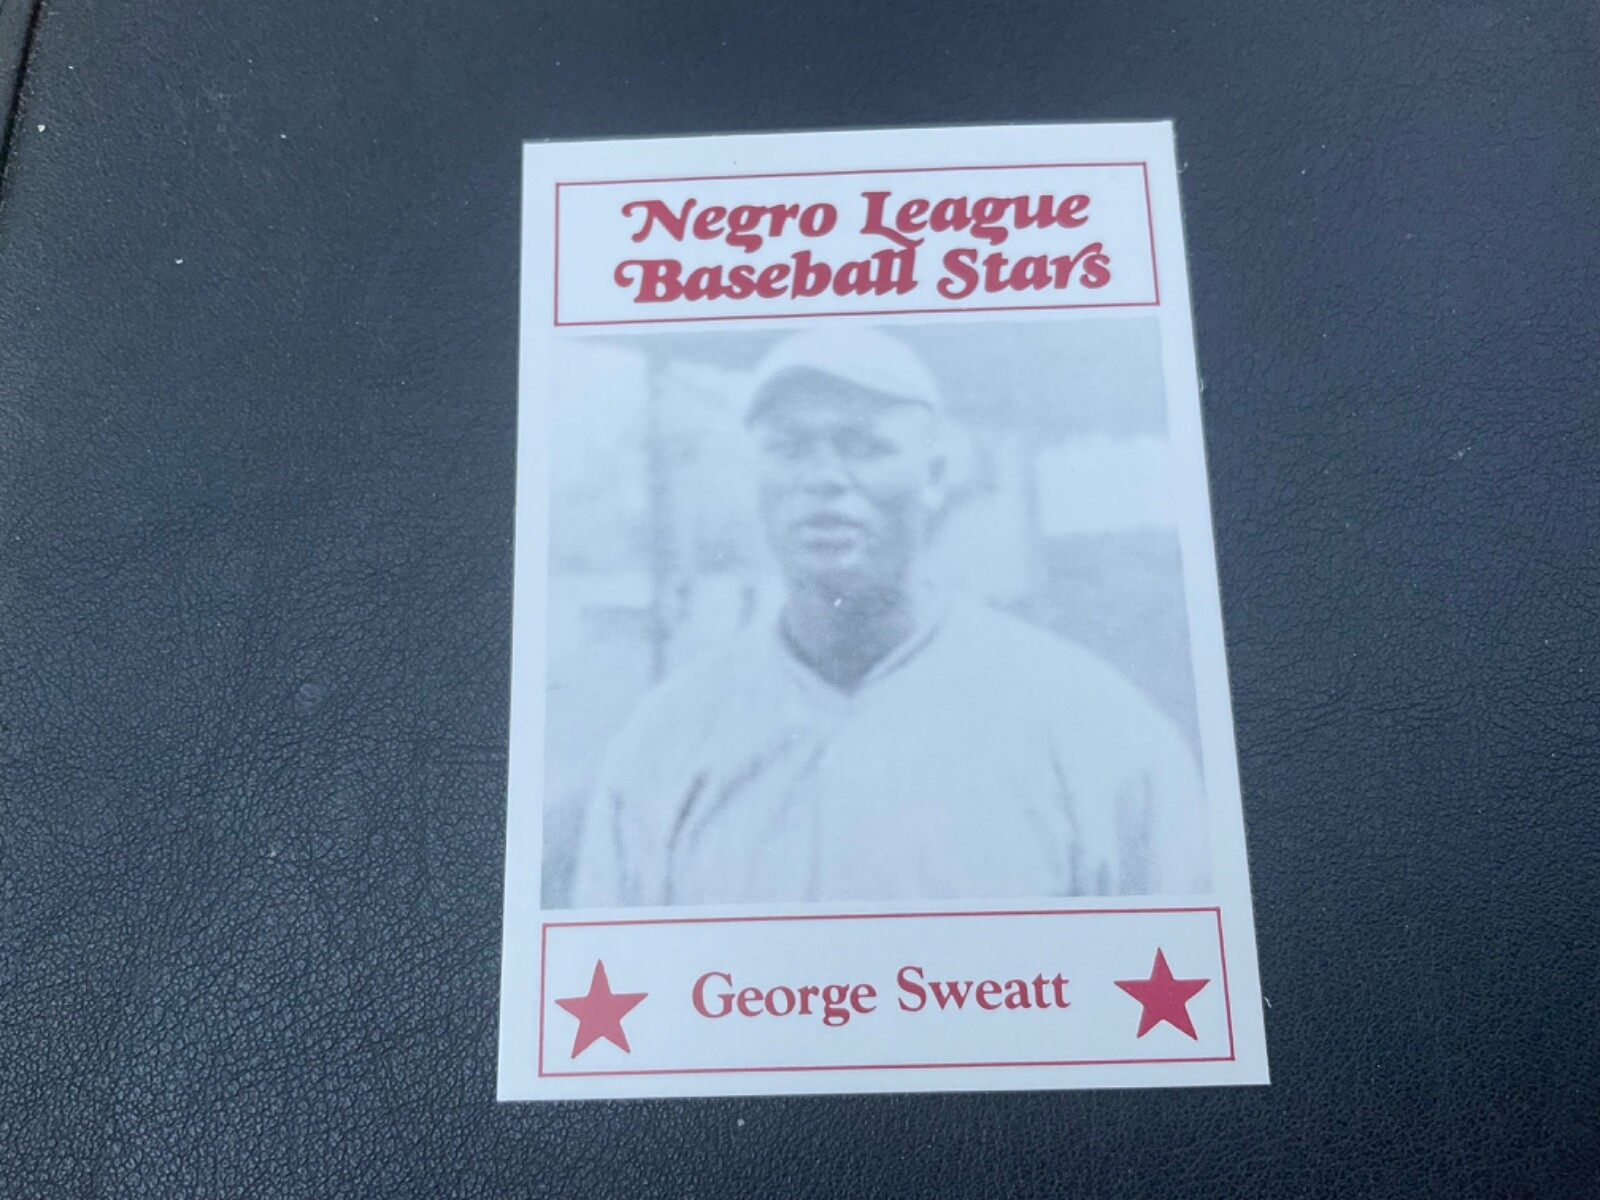 Negro League
Baseball Stars
George Sweatt